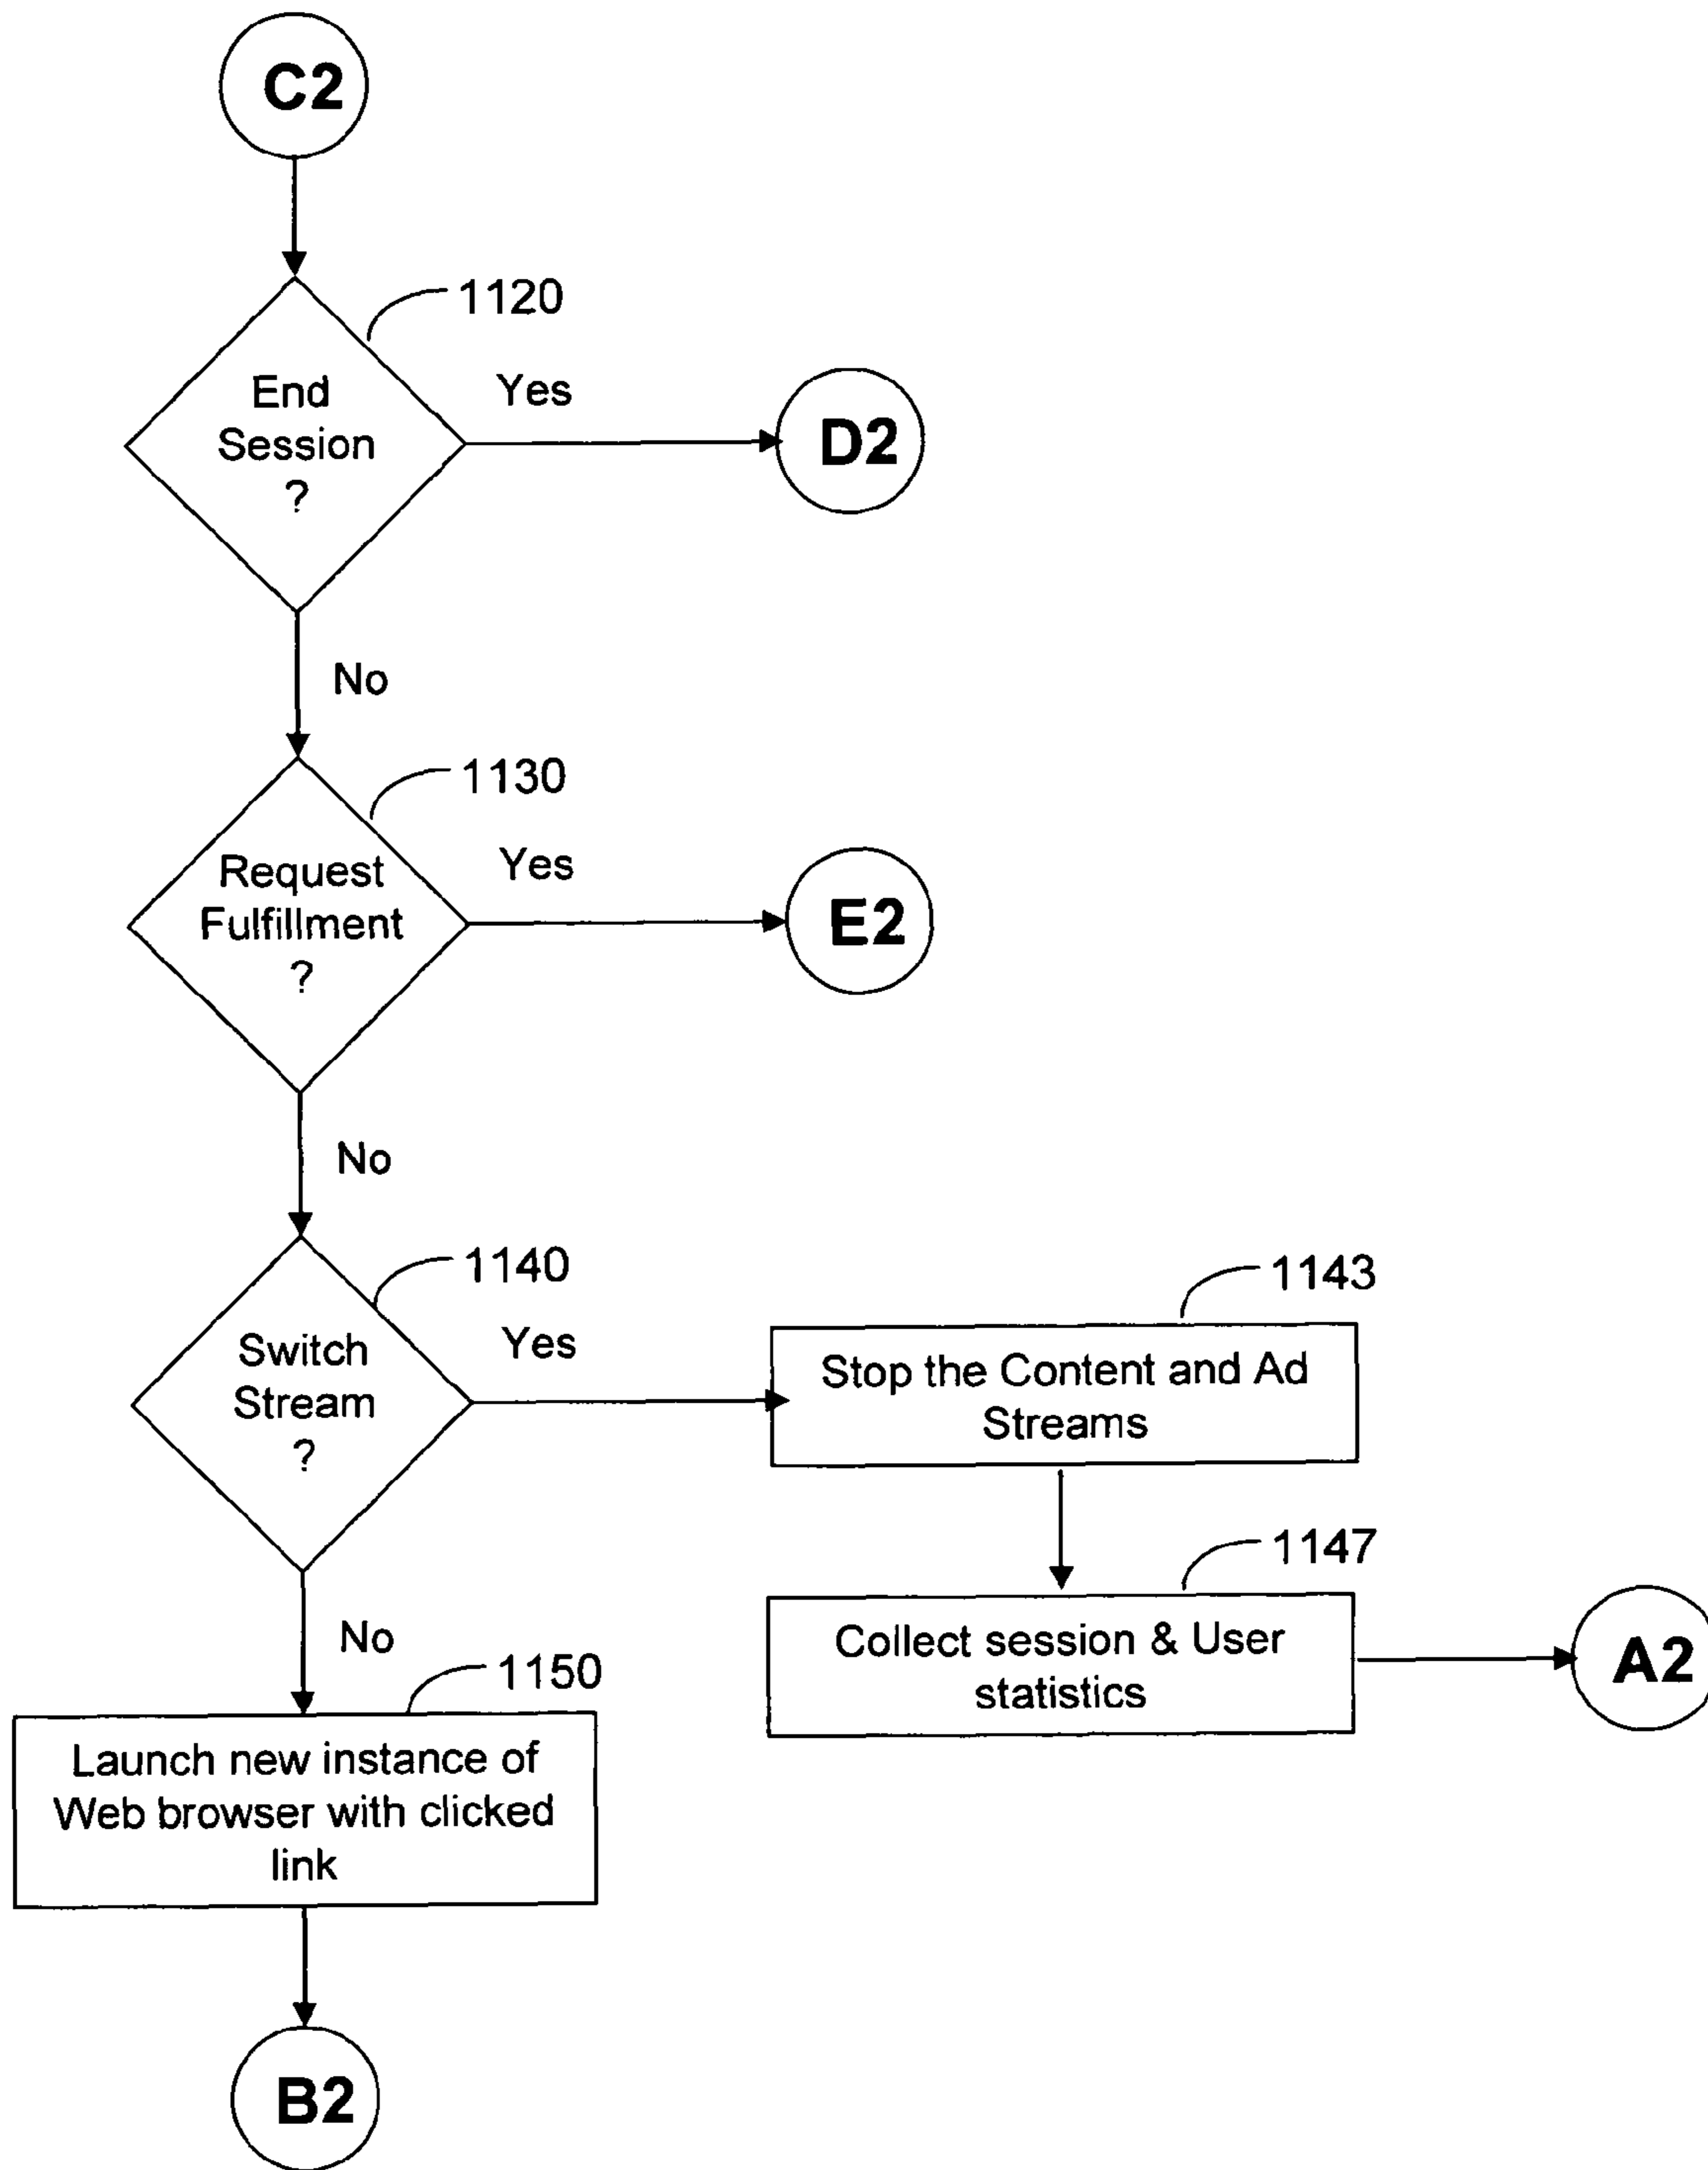 C2
1120
End
Session
?
Yes
D2
No
1130
Request
Fulfillment
?
Yes
E2
No
1140
Switch
Stream
?
Yes
1143
Stop the Content and Ad
Streams
1147
Collect session & User
statistics
A2
No
1150
Launch new instance of
Web browser with clicked
link
B2